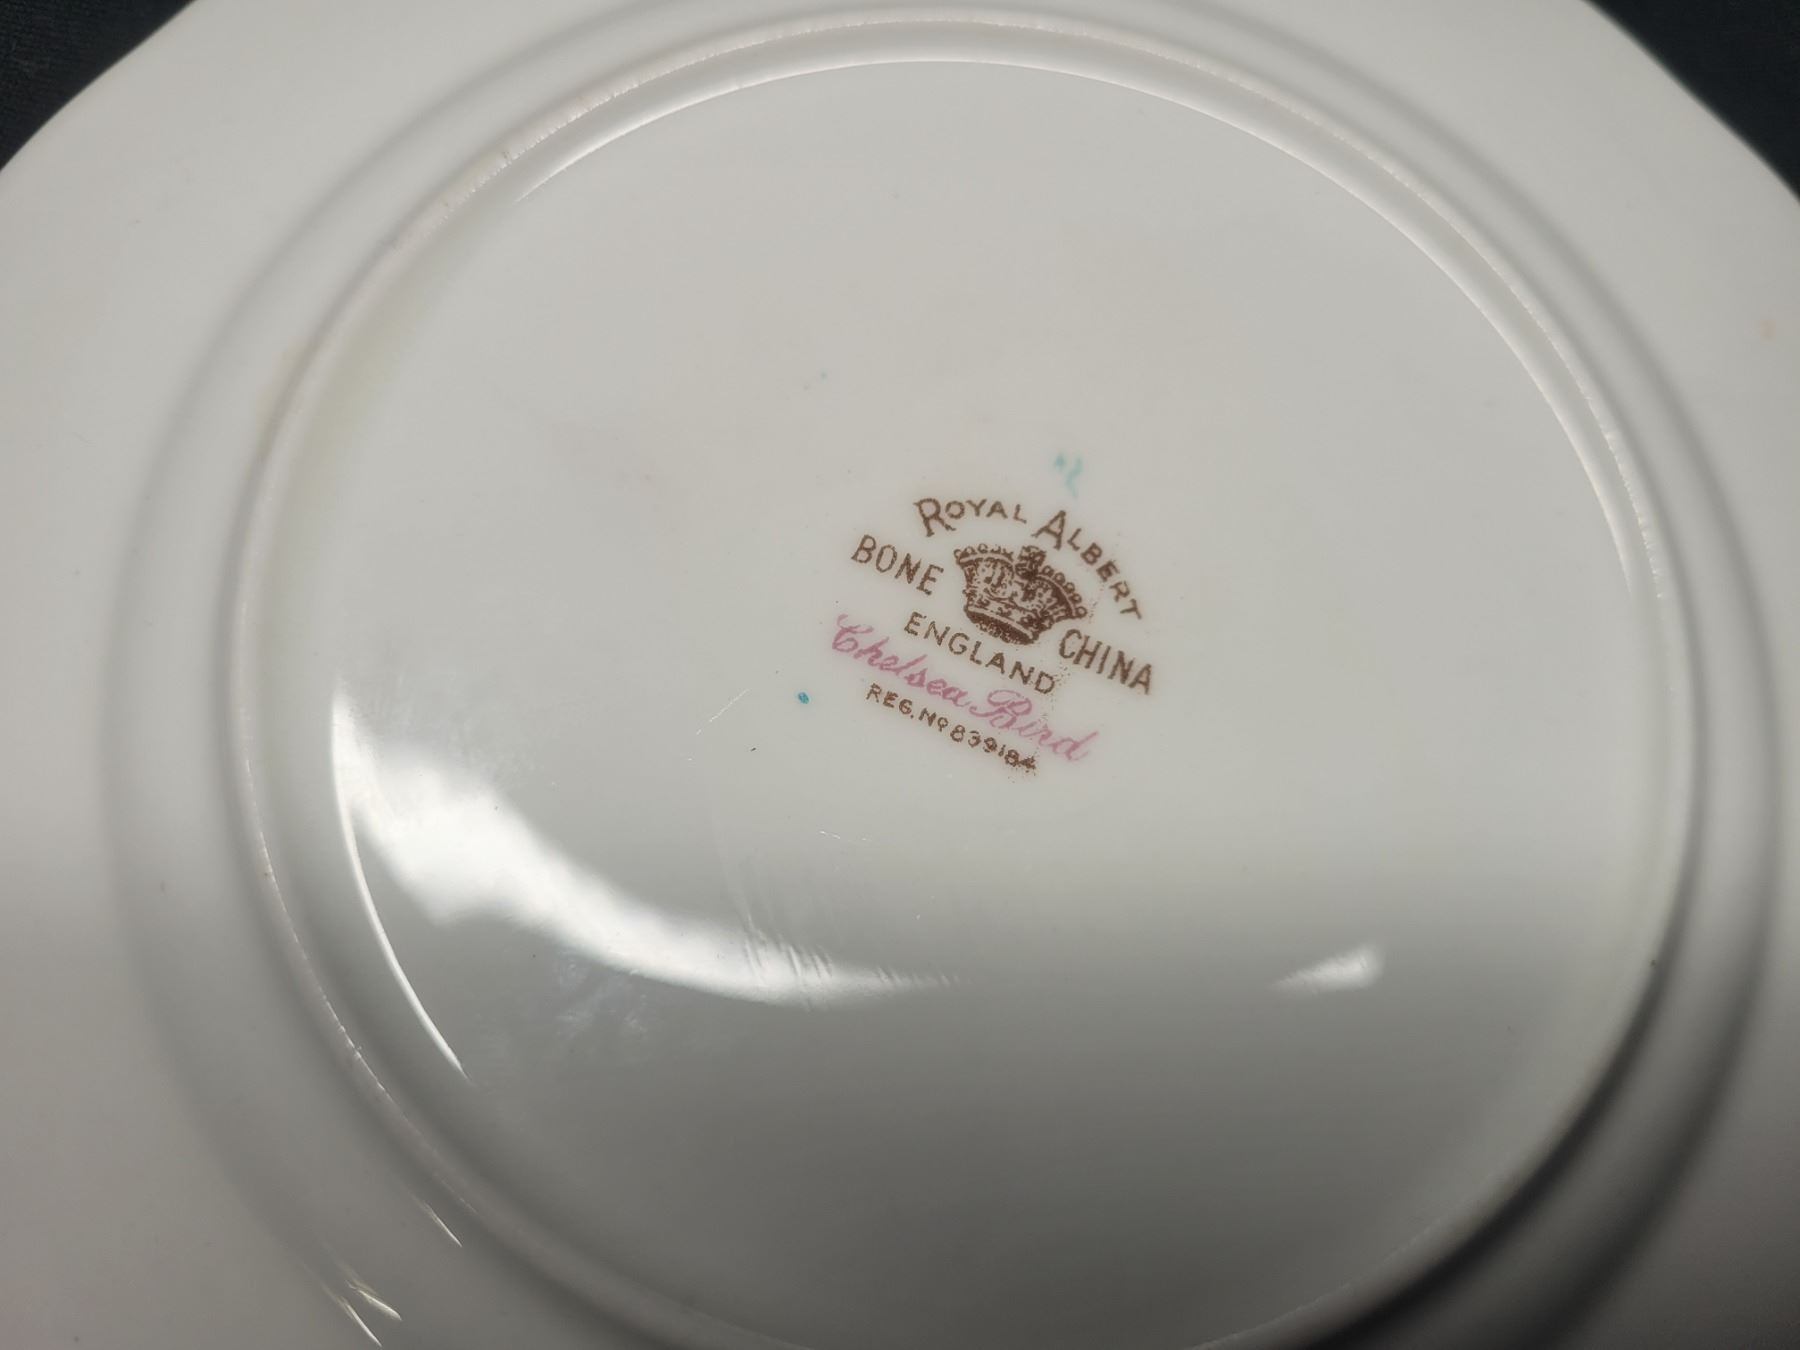 ROYAL ALBERT
BONE CHINA
ENGLAND
Chelsea Bird
REG. Nº 839184